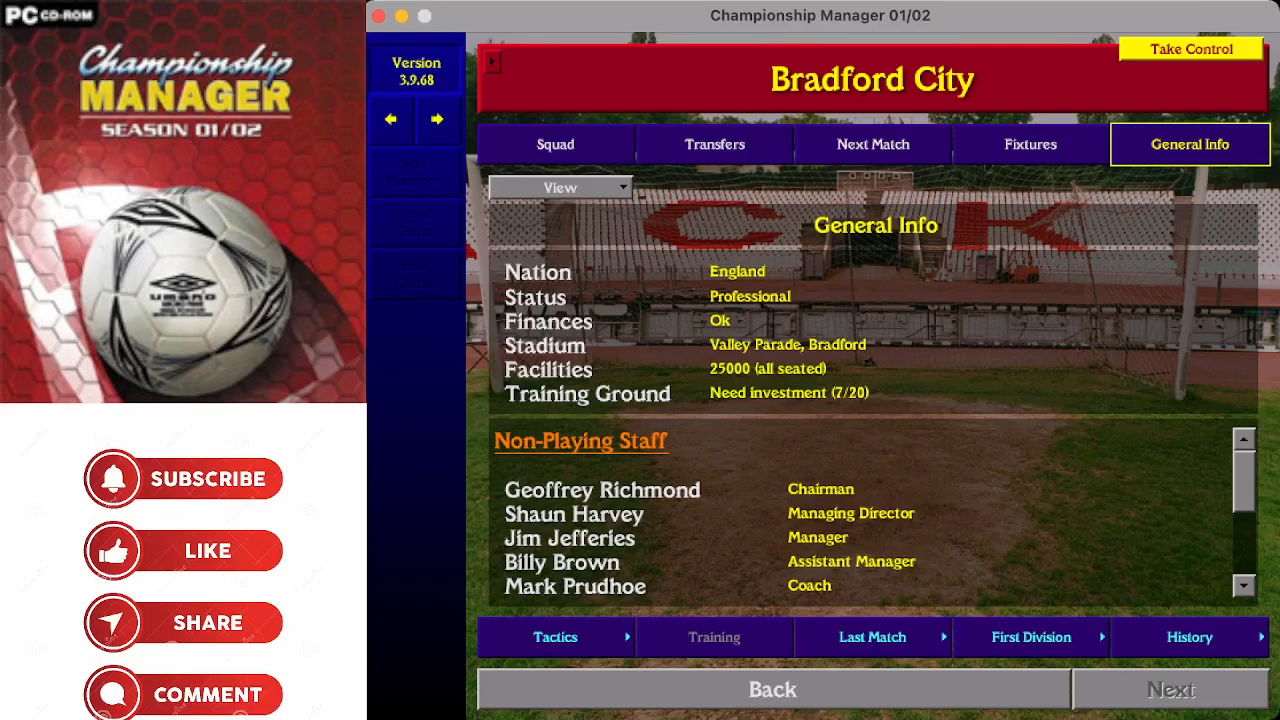 PC CD-ROM
Championship
MANAGER
SEASON 01/02
UMBRO
SUBSCRIBE
LIKE
SHARE
COMMENT
Championship Manager 01/02
Version
3.9.68
Take Control
Bradford City
Squad
Transfers
Next Match
Fixtures
General Info
View
General Info
Nation England
Status Professional
Finances Ok
Stadium Valley Parade, Bradford
Facilities 25000 (all seated)
Training Ground Need investment (7/20)
Non-Playing Staff
Geoffrey Richmond Chairman
Shaun Harvey Managing Director
Jim Jefferies Manager
Billy Brown Assistant Manager
Mark Prudhoe Coach
Tactics
Training
Last Match
First Division
History
Back
Next